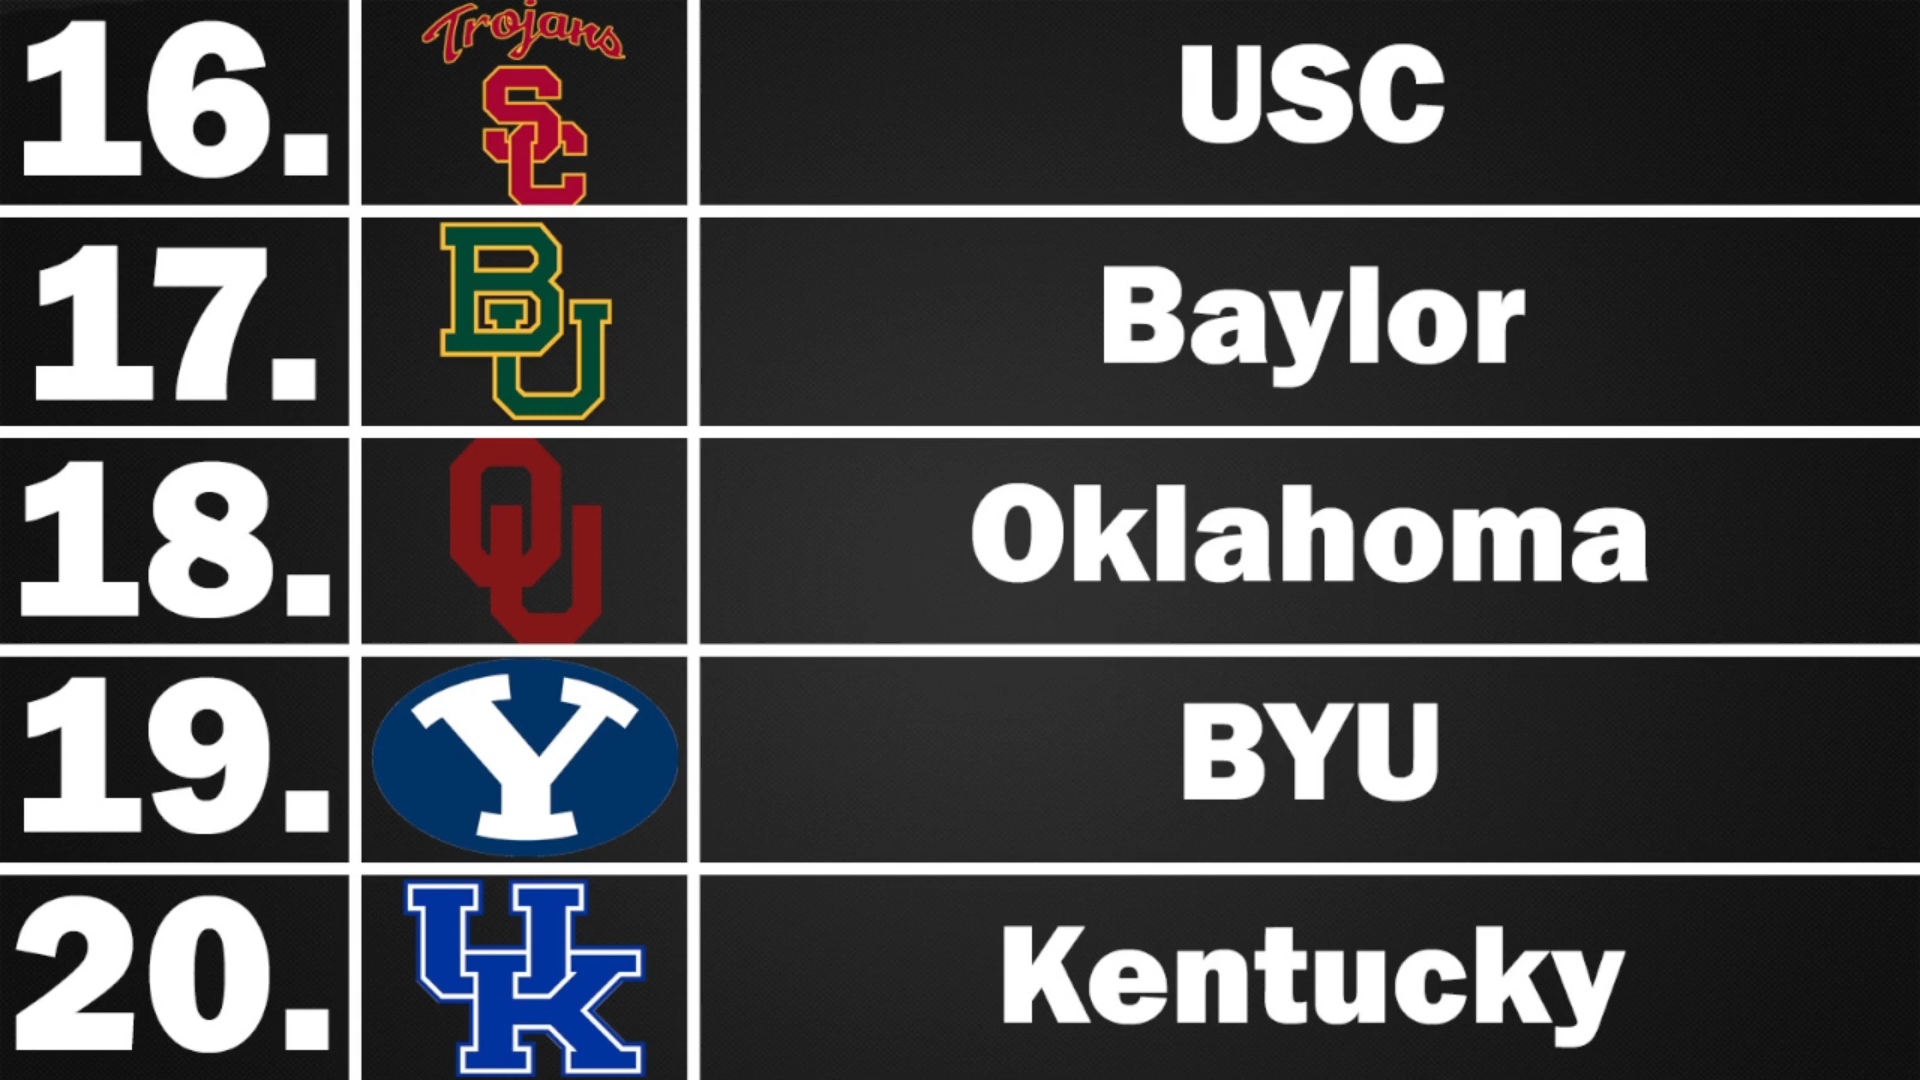 16. Trojans SC USC
17. BU Baylor
18. OU Oklahoma
19. Y BYU
20. UK Kentucky